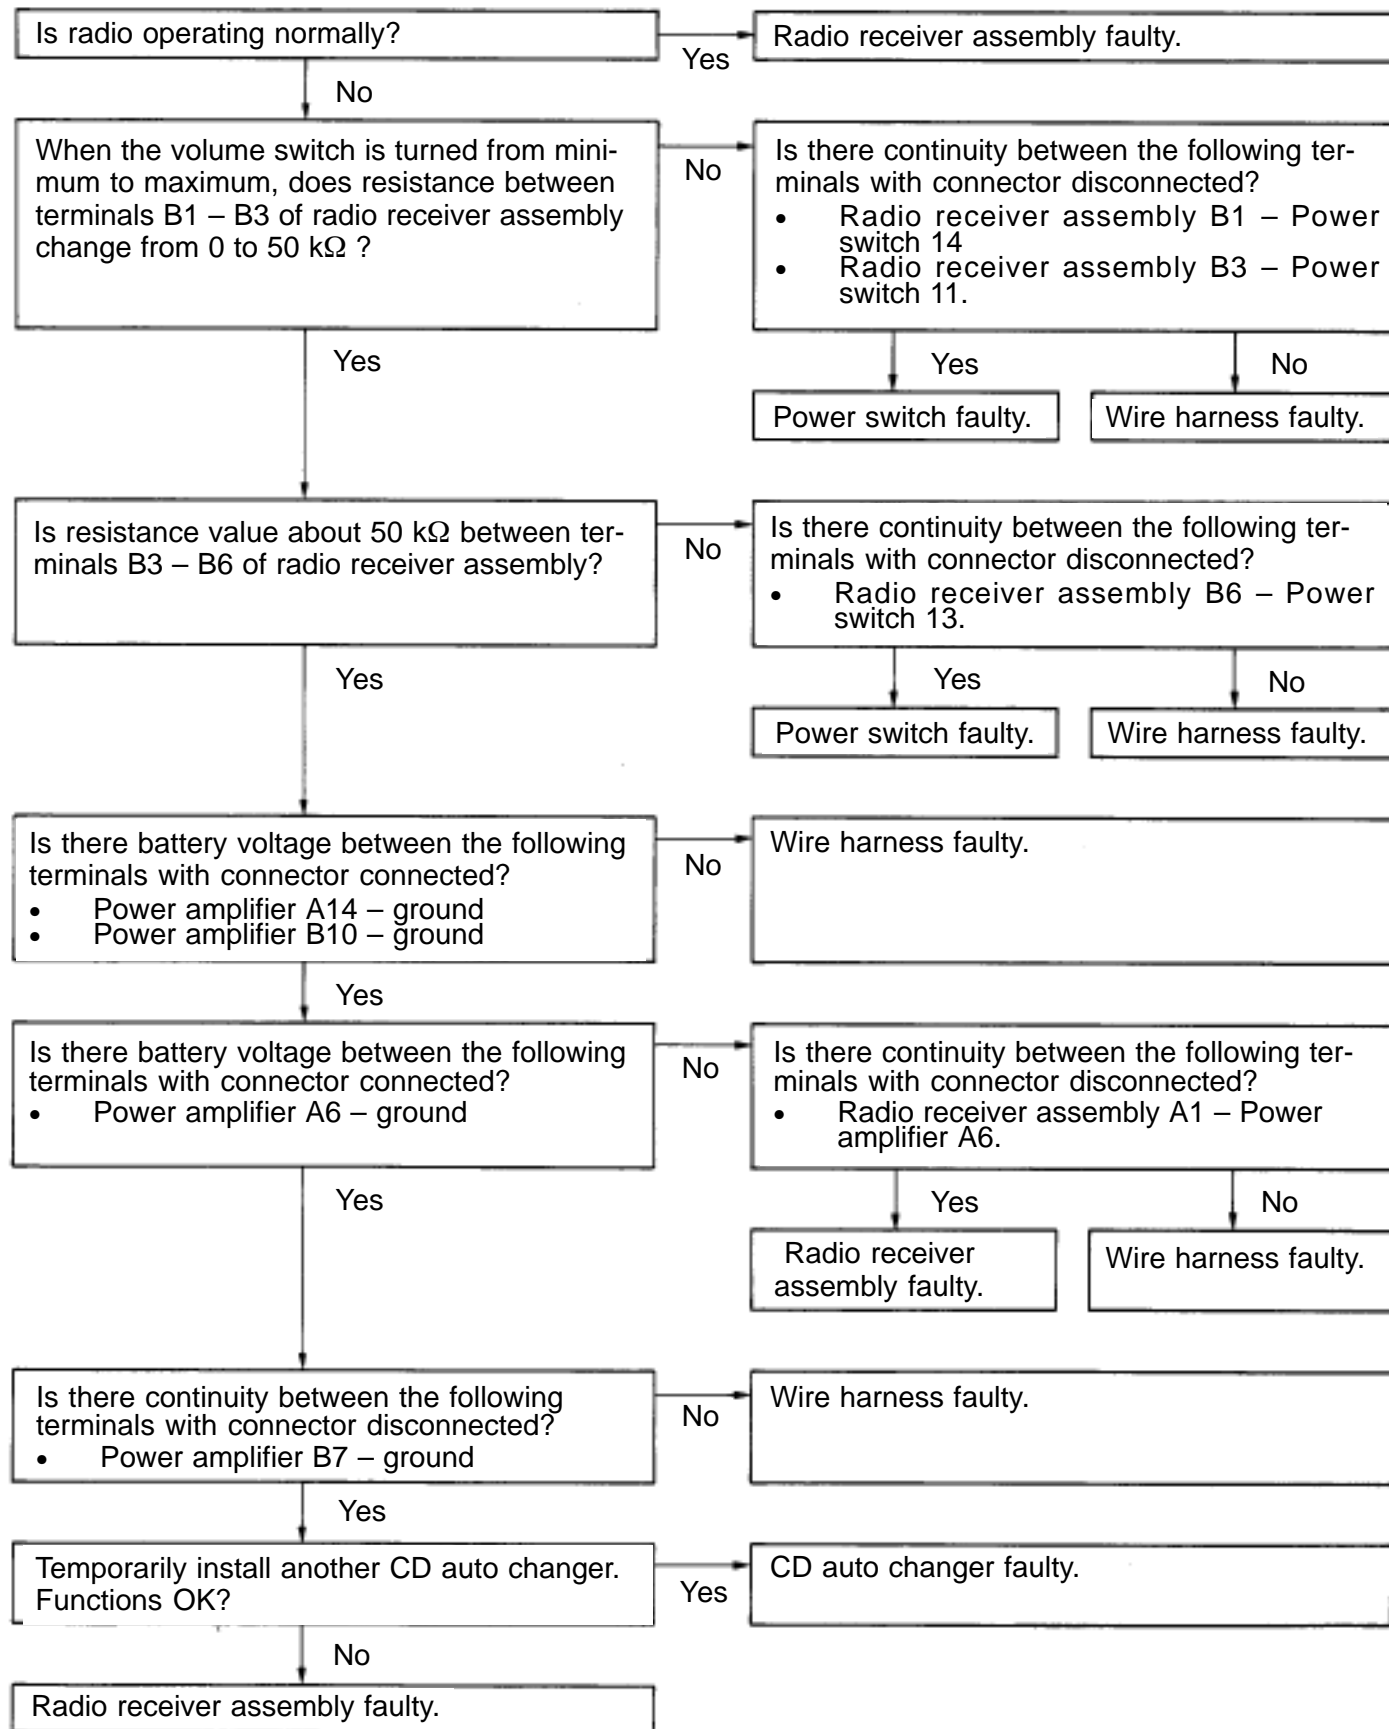 Is radio operating normally?
Yes
Radio receiver assembly faulty.
No
When the volume switch is turned from mini-
mum to maximum, does resistance between
terminals B1 – B3 of radio receiver assembly
change from 0 to 50 kΩ ?
No
Is there continuity between the following ter-
minals with connector disconnected?
• Radio receiver assembly B1 – Power
switch 14
• Radio receiver assembly B3 – Power
switch 11.
Yes
Yes
No
Power switch faulty.
Wire harness faulty.
Is resistance value about 50 kΩ between ter-
minals B3 – B6 of radio receiver assembly?
No
Is there continuity between the following ter-
minals with connector disconnected?
• Radio receiver assembly B6 – Power
switch 13.
Yes
Yes
No
Power switch faulty.
Wire harness faulty.
Is there battery voltage between the following
terminals with connector connected?
• Power amplifier A14 – ground
• Power amplifier B10 – ground
No
Wire harness faulty.
Yes
Is there battery voltage between the following
terminals with connector connected?
• Power amplifier A6 – ground
No
Is there continuity between the following ter-
minals with connector disconnected?
• Radio receiver assembly A1 – Power
amplifier A6.
Yes
Yes
No
Radio receiver
assembly faulty.
Wire harness faulty.
Is there continuity between the following
terminals with connector disconnected?
• Power amplifier B7 – ground
No
Wire harness faulty.
Yes
Temporarily install another CD auto changer.
Functions OK?
Yes
CD auto changer faulty.
No
Radio receiver assembly faulty.